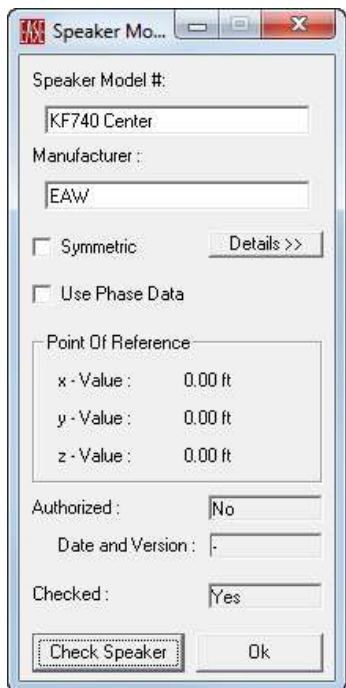 EASE Speaker Mo...
Speaker Model #:
KF740 Center
Manufacturer :
EAW
Symmetric
Details >>
Use Phase Data
Point Of Reference
x - Value : 0.00 ft
y - Value : 0.00 ft
z - Value : 0.00 ft
Authorized : No
Date and Version : -
Checked : Yes
Check Speaker Ok